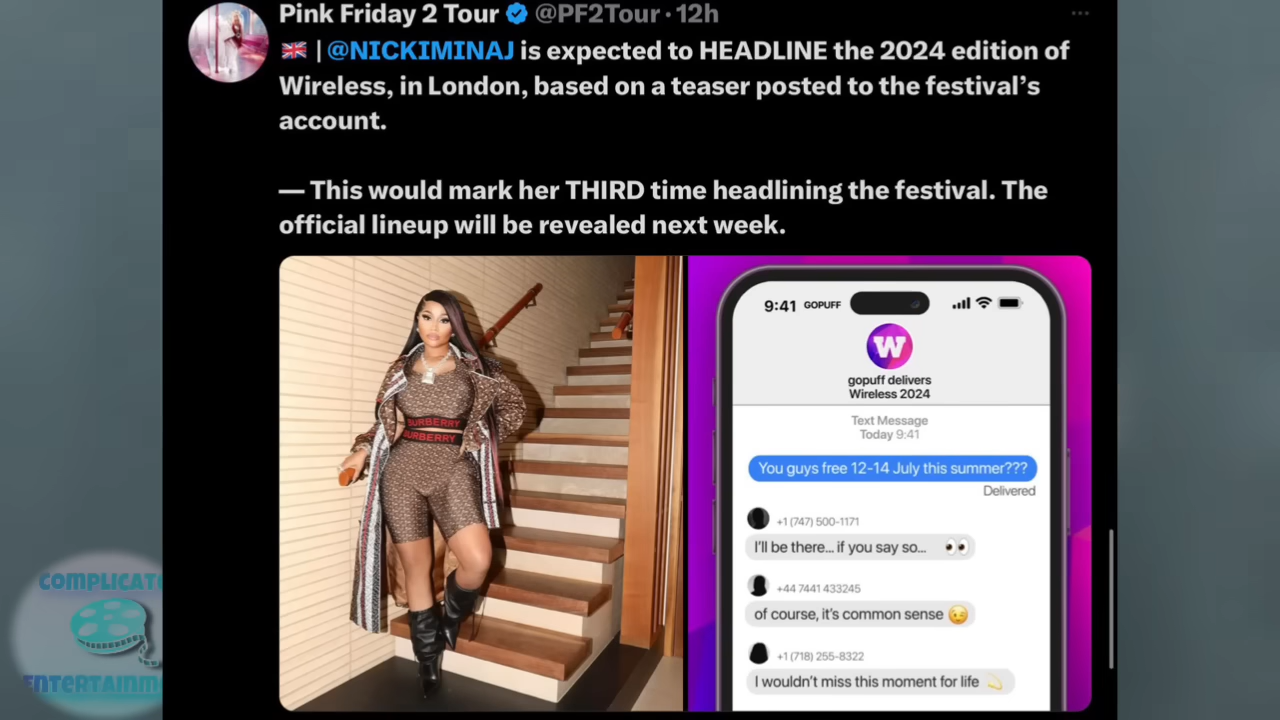 Pink Friday 2 Tour @PF2Tour · 12h
🇬🇧 | @NICKIMINAJ is expected to HEADLINE the 2024 edition of
Wireless, in London, based on a teaser posted to the festival's
account.
— This would mark her THIRD time headlining the festival. The
official lineup will be revealed next week.
BURBERRY
BURBERRY
9:41 GOPUFF
W
gopuff delivers
Wireless 2024
Text Message
Today 9:41
You guys free 12-14 July this summer???
Delivered
+1 (747) 500-1171
I'll be there... if you say so... 👀
+44 7441 433245
of course, it's common sense 😉
+1 (718) 255-8322
I wouldn't miss this moment for life 💫
COMPLICATE
ENTERTAINM